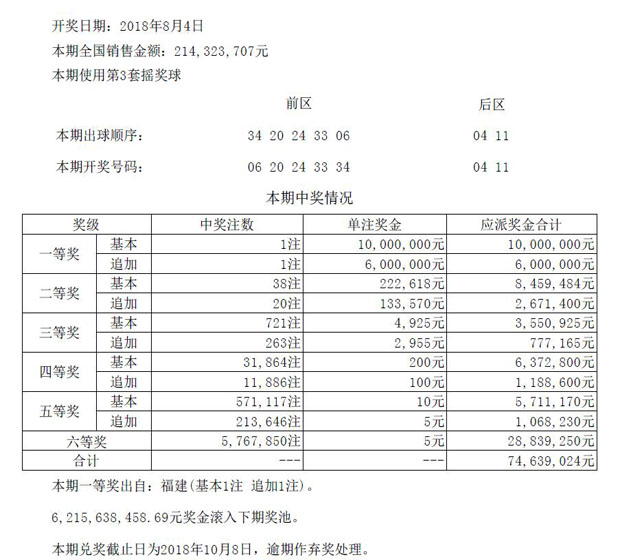 开奖日期：2018年8月4日
本期全国销售金额：214,323,707元
本期使用第3套摇奖球
前区 后区
本期出球顺序： 34 20 24 33 06 04 11
本期开奖号码： 06 20 24 33 34 04 11
本期中奖情况
奖级 中奖注数 单注奖金 应派奖金合计
一等奖 基本 1注 10,000,000元 10,000,000元
追加 1注 6,000,000元 6,000,000元
二等奖 基本 38注 222,618元 8,459,484元
追加 20注 133,570元 2,671,400元
三等奖 基本 721注 4,925元 3,550,925元
追加 263注 2,955元 777,165元
四等奖 基本 31,864注 200元 6,372,800元
追加 11,886注 100元 1,188,600元
五等奖 基本 571,117注 10元 5,711,170元
追加 213,646注 5元 1,068,230元
六等奖 5,767,850注 5元 28,839,250元
合计 --- --- 74,639,024元
本期一等奖出自：福建(基本1注 追加1注)。
6,215,638,458.69元奖金滚入下期奖池。
本期兑奖截止日为2018年10月8日，逾期作弃奖处理。